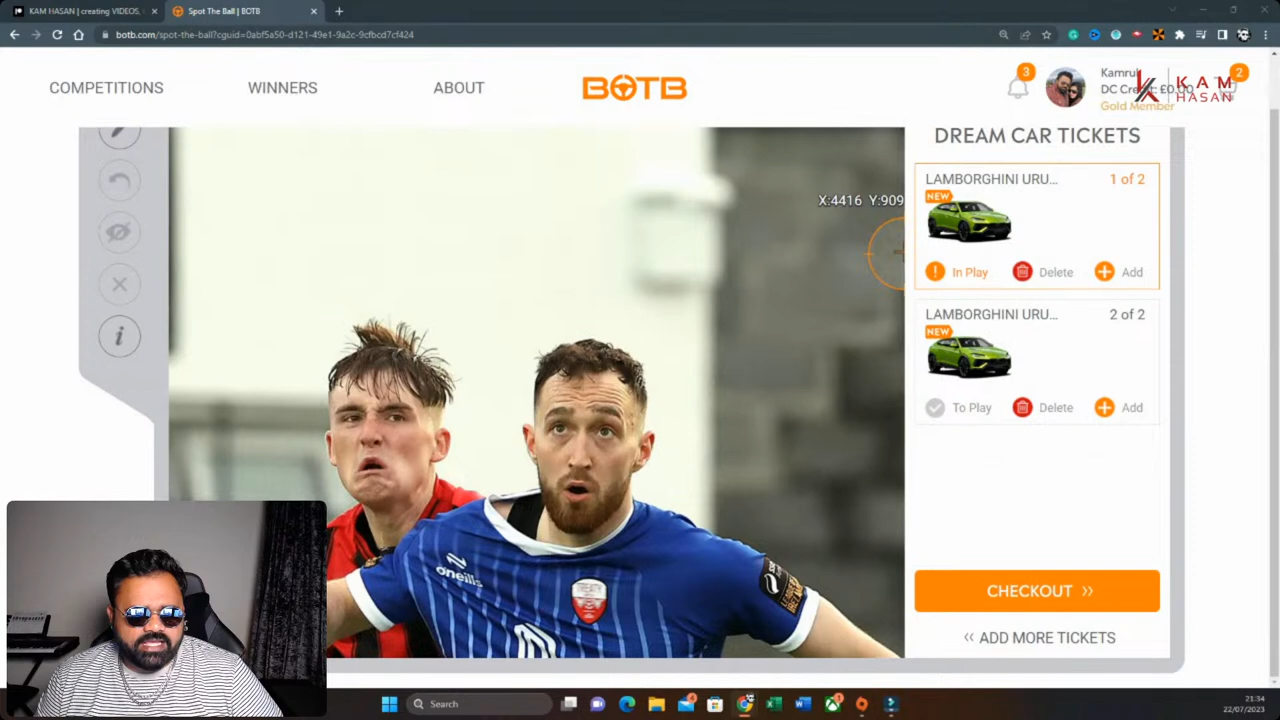 KAM HASAN | creating VIDEOS,
Spot The Ball | BOTB
botb.com/spot-the-ball?cguid=0abf5a50-d121-49e1-9a2c-9cfbcd7cf424
COMPETITIONS
WINNERS
ABOUT
BOTB
3
Kamrul
DC Credit: £0.00
Gold Member
2
KAM
HASAN
DREAM CAR TICKETS
X:4416 Y:909
LAMBORGHINI URU...
1 of 2
NEW
In Play
Delete
Add
LAMBORGHINI URU...
2 of 2
NEW
To Play
Delete
Add
oneills
CHECKOUT »
« ADD MORE TICKETS
Search
4
1
21:34
22/07/2023